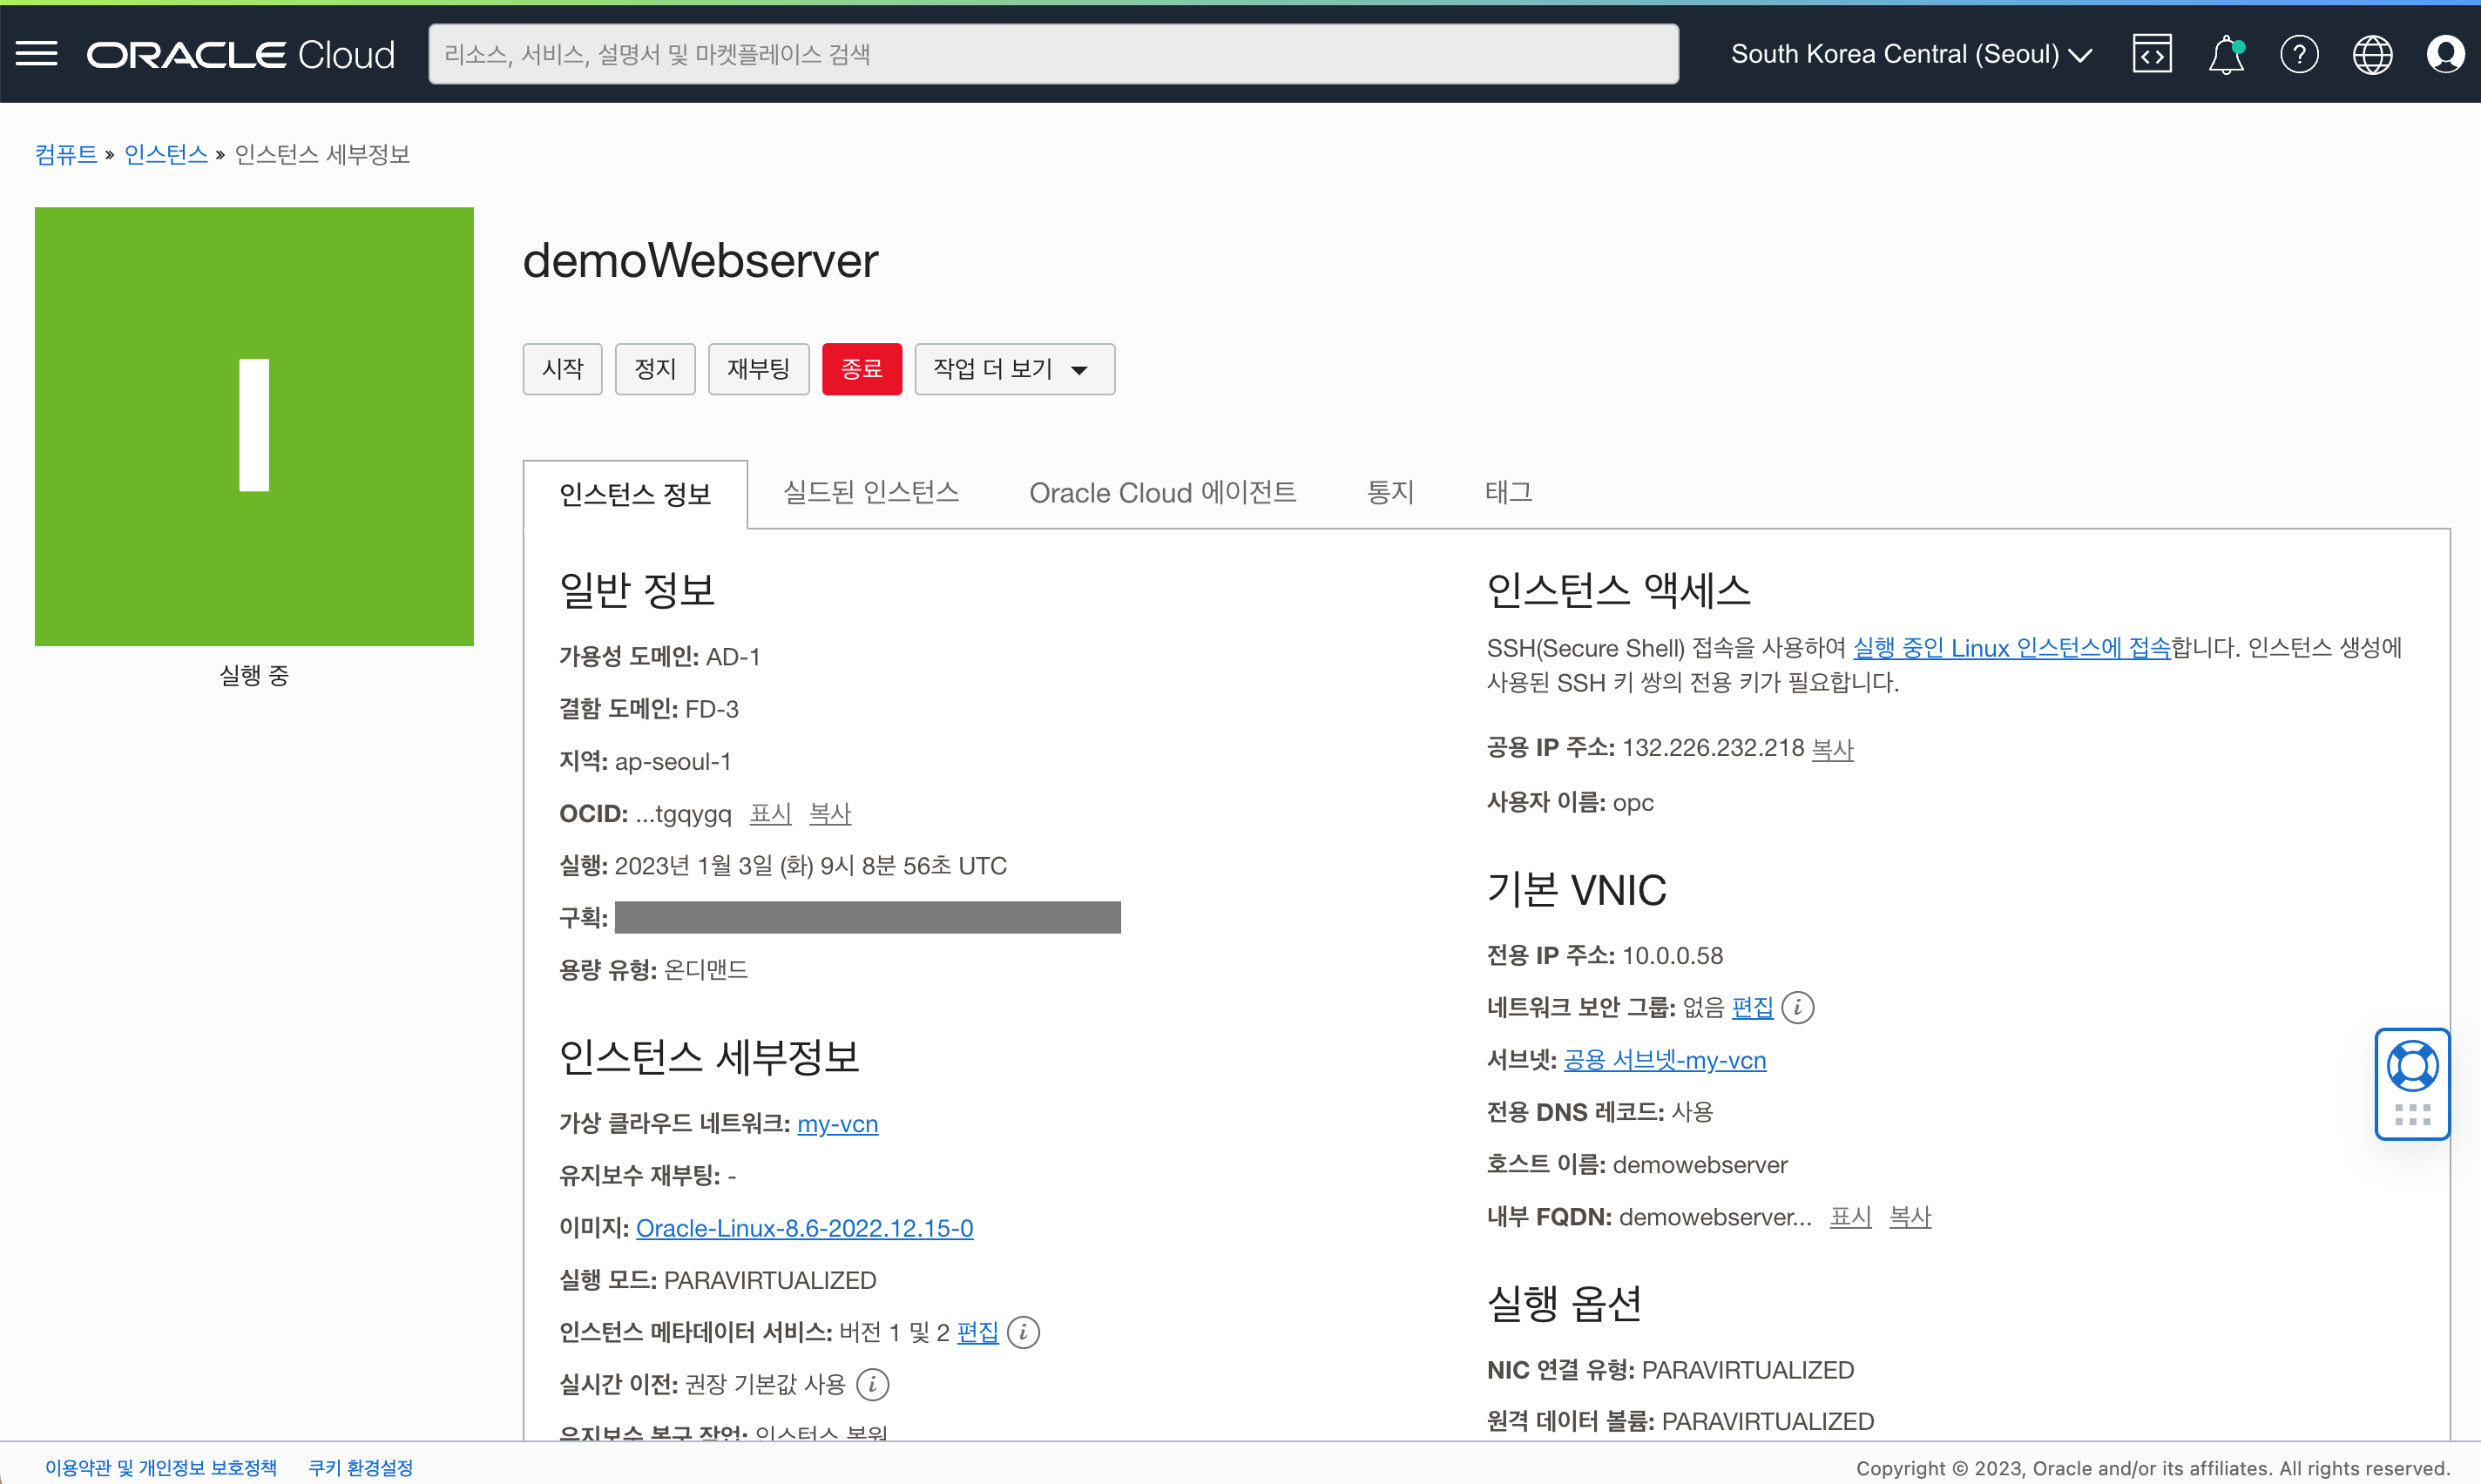 ORACLE Cloud
리소스, 서비스, 설명서 및 마켓플레이스 검색
South Korea Central (Seoul)
컴퓨트 » 인스턴스 » 인스턴스 세부정보
I
실행 중
demoWebserver
시작 정지 재부팅 종료 작업 더 보기
인스턴스 정보 실드된 인스턴스 Oracle Cloud 에이전트 통지 태그
일반 정보
가용성 도메인: AD-1
결함 도메인: FD-3
지역: ap-seoul-1
OCID: ...tgqygq 표시 복사
실행: 2023년 1월 3일 (화) 9시 8분 56초 UTC
구획:
용량 유형: 온디맨드
인스턴스 세부정보
가상 클라우드 네트워크: my-vcn
유지보수 재부팅: -
이미지: Oracle-Linux-8.6-2022.12.15-0
실행 모드: PARAVIRTUALIZED
인스턴스 메타데이터 서비스: 버전 1 및 2 편집
실시간 이전: 권장 기본값 사용
유지보수 복구 작업: 인스턴스 복원
인스턴스 액세스
SSH(Secure Shell) 접속을 사용하여 실행 중인 Linux 인스턴스에 접속합니다. 인스턴스 생성에
사용된 SSH 키 쌍의 전용 키가 필요합니다.
공용 IP 주소: 132.226.232.218 복사
사용자 이름: opc
기본 VNIC
전용 IP 주소: 10.0.0.58
네트워크 보안 그룹: 없음 편집
서브넷: 공용 서브넷-my-vcn
전용 DNS 레코드: 사용
호스트 이름: demowebserver
내부 FQDN: demowebserver... 표시 복사
실행 옵션
NIC 연결 유형: PARAVIRTUALIZED
원격 데이터 볼륨: PARAVIRTUALIZED
이용약관 및 개인정보 보호정책 쿠키 환경설정
Copyright © 2023, Oracle and/or its affiliates. All rights reserved.